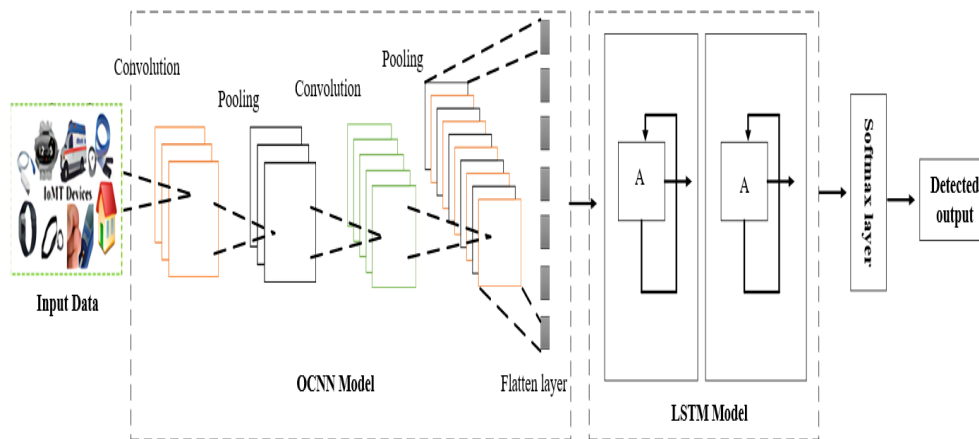 Convolution
Pooling
Convolution
Pooling
IoMT Devices
Input Data
OCNN Model
Flatten layer
A
A
LSTM Model
Softmax layer
Detected
output